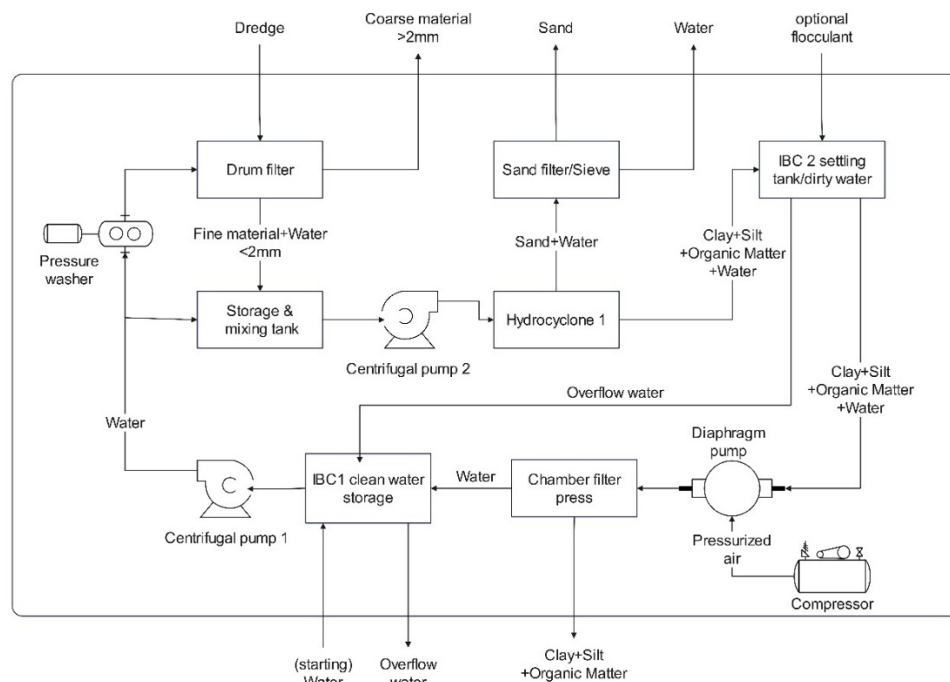 Dredge
Coarse material
>2mm
Sand
Water
optional
flocculant
Drum filter
Sand filter/Sieve
IBC 2 settling
tank/dirty water
Pressure
washer
Fine material+Water
<2mm
Sand+Water
Clay+Silt
+Organic Matter
+Water
Storage &
mixing tank
Centrifugal pump 2
Hydrocyclone 1
Clay+Silt
+Organic Matter
+Water
Overflow water
Water
Diaphragm
pump
IBC1 clean water
storage
Water
Chamber filter
press
Centrifugal pump 1
Pressurized
air
Compressor
(starting)
Water
Overflow
water
Clay+Silt
+Organic Matter